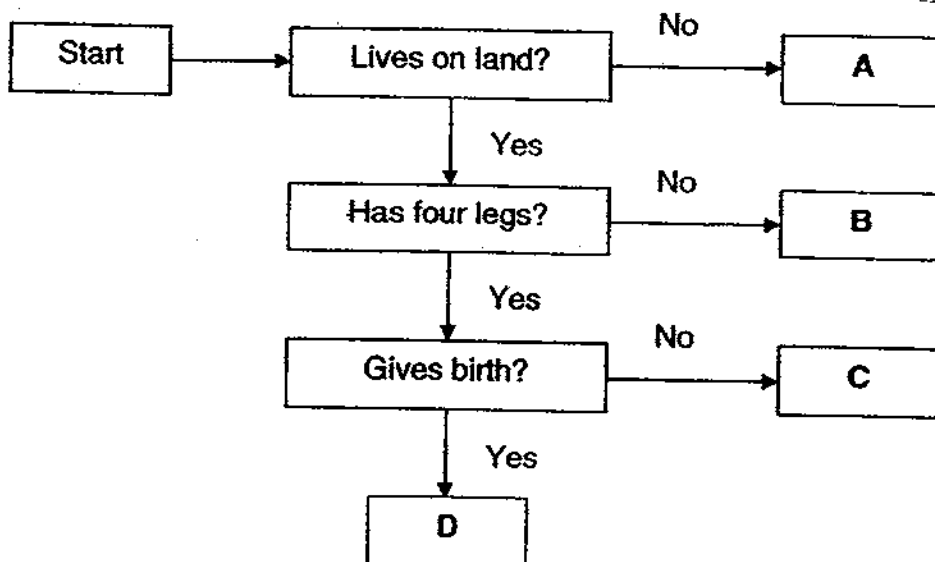 Start
Lives on land?
No
A
Yes
Has four legs?
No
B
Yes
Gives birth?
No
C
Yes
D